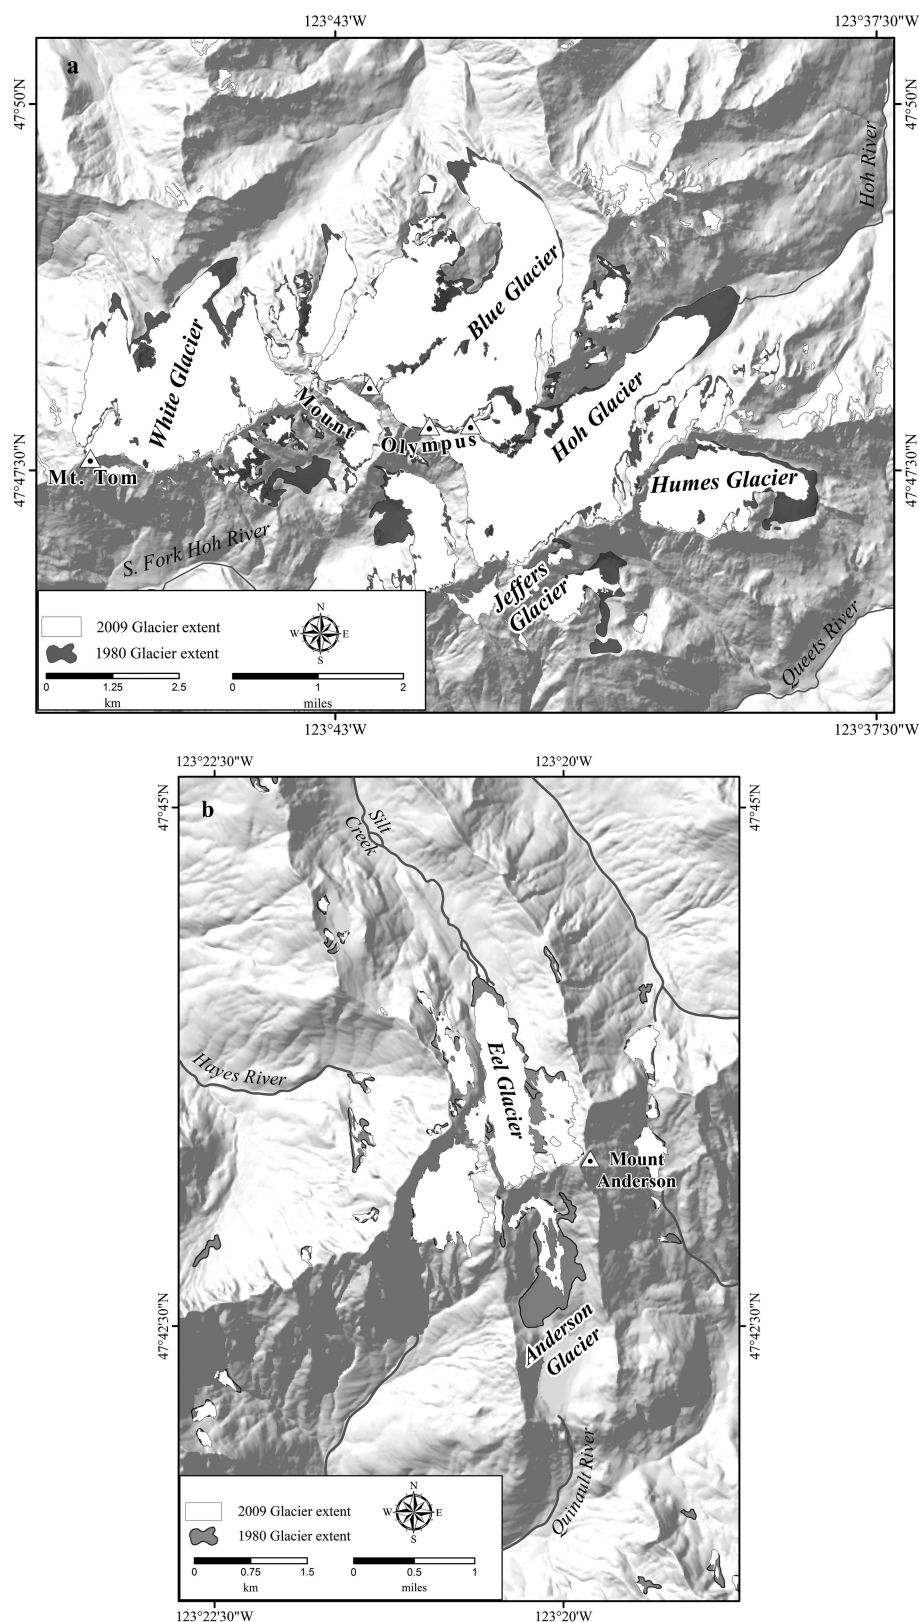 123°43'W
123°37'30"W
a
47°50'N
47°50'N
Hoh River
Blue Glacier
White Glacier
Hoh Glacier
Mount
Olympus
Mt. Tom
47°47'30"N
47°47'30"N
Humes Glacier
S. Fork Hoh River
Jeffers
Glacier
Queets River
2009 Glacier extent
1980 Glacier extent
N
W E
S
0 1.25 2.5
km
0 1 2
miles
123°43'W
123°37'30"W
123°22'30"W
123°20'W
b
47°45'N
47°45'N
Silt
Creek
Hayes River
Eel Glacier
Mount
Anderson
47°42'30"N
47°42'30"N
Anderson
Glacier
Quinault River
2009 Glacier extent
1980 Glacier extent
N
W E
S
0 0.75 1.5
km
0 0.5 1
miles
123°22'30"W
123°20'W